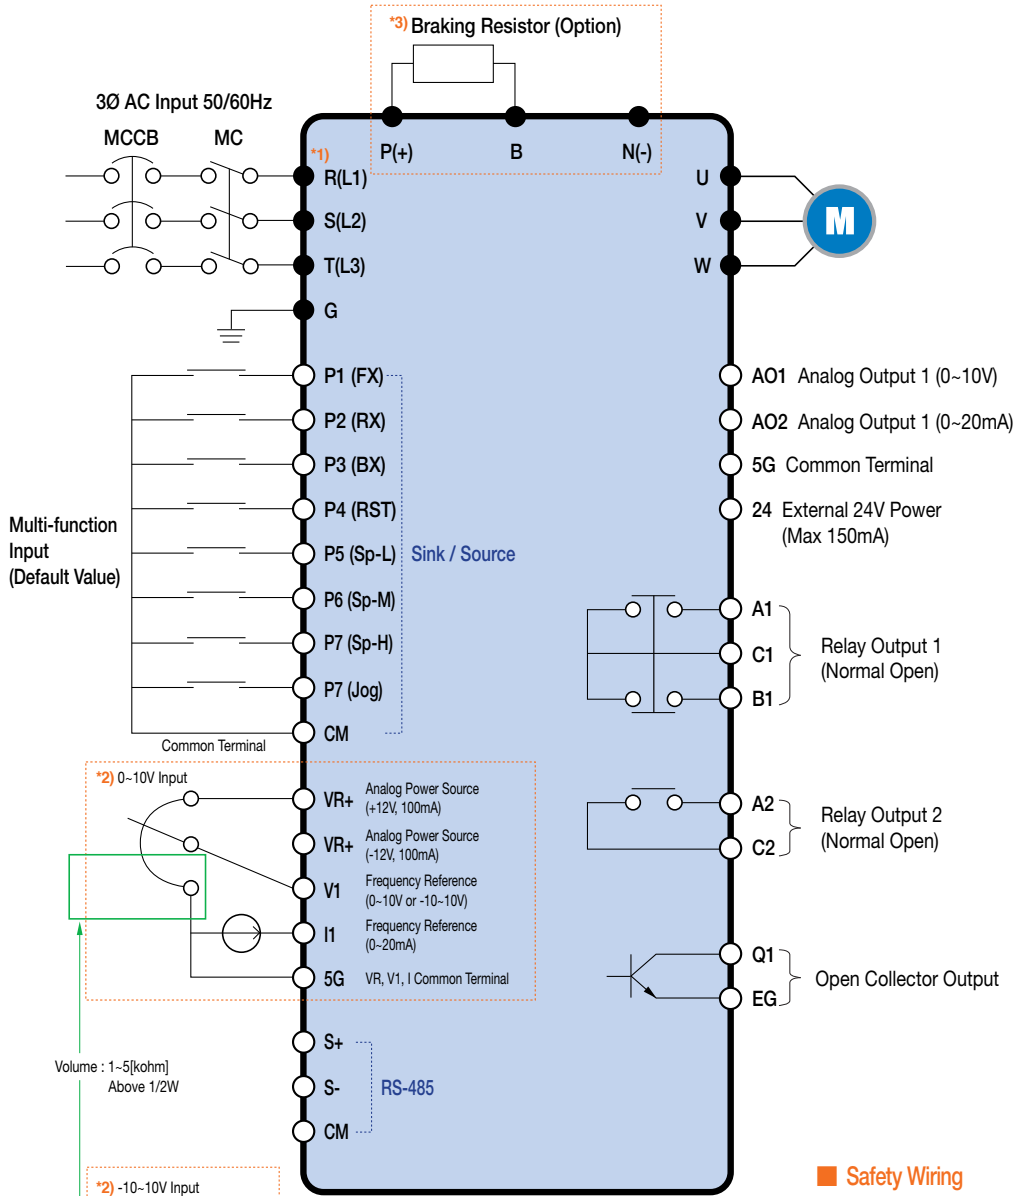 *3) Braking Resistor (Option)
3Ø AC Input 50/60Hz
MCCB
MC
*1)
P(+)
B
N(-)
R(L1)
S(L2)
T(L3)
G
U
V
W
M
P1 (FX)
P2 (RX)
P3 (BX)
P4 (RST)
P5 (Sp-L)
P6 (Sp-M)
P7 (Sp-H)
P7 (Jog)
CM
Sink / Source
Multi-function
Input
(Default Value)
Common Terminal
AO1 Analog Output 1 (0~10V)
AO2 Analog Output 1 (0~20mA)
5G Common Terminal
24 External 24V Power
(Max 150mA)
A1
C1
B1
Relay Output 1
(Normal Open)
*2) 0~10V Input
VR+ Analog Power Source
(+12V, 100mA)
VR+ Analog Power Source
(-12V, 100mA)
V1 Frequency Reference
(0~10V or -10~10V)
I1 Frequency Reference
(0~20mA)
5G VR, V1, I Common Terminal
A2
C2
Relay Output 2
(Normal Open)
Q1
EG
Open Collector Output
S+
S-
CM
RS-485
Volume : 1~5[kohm]
Above 1/2W
*2) -10~10V Input
Safety Wiring